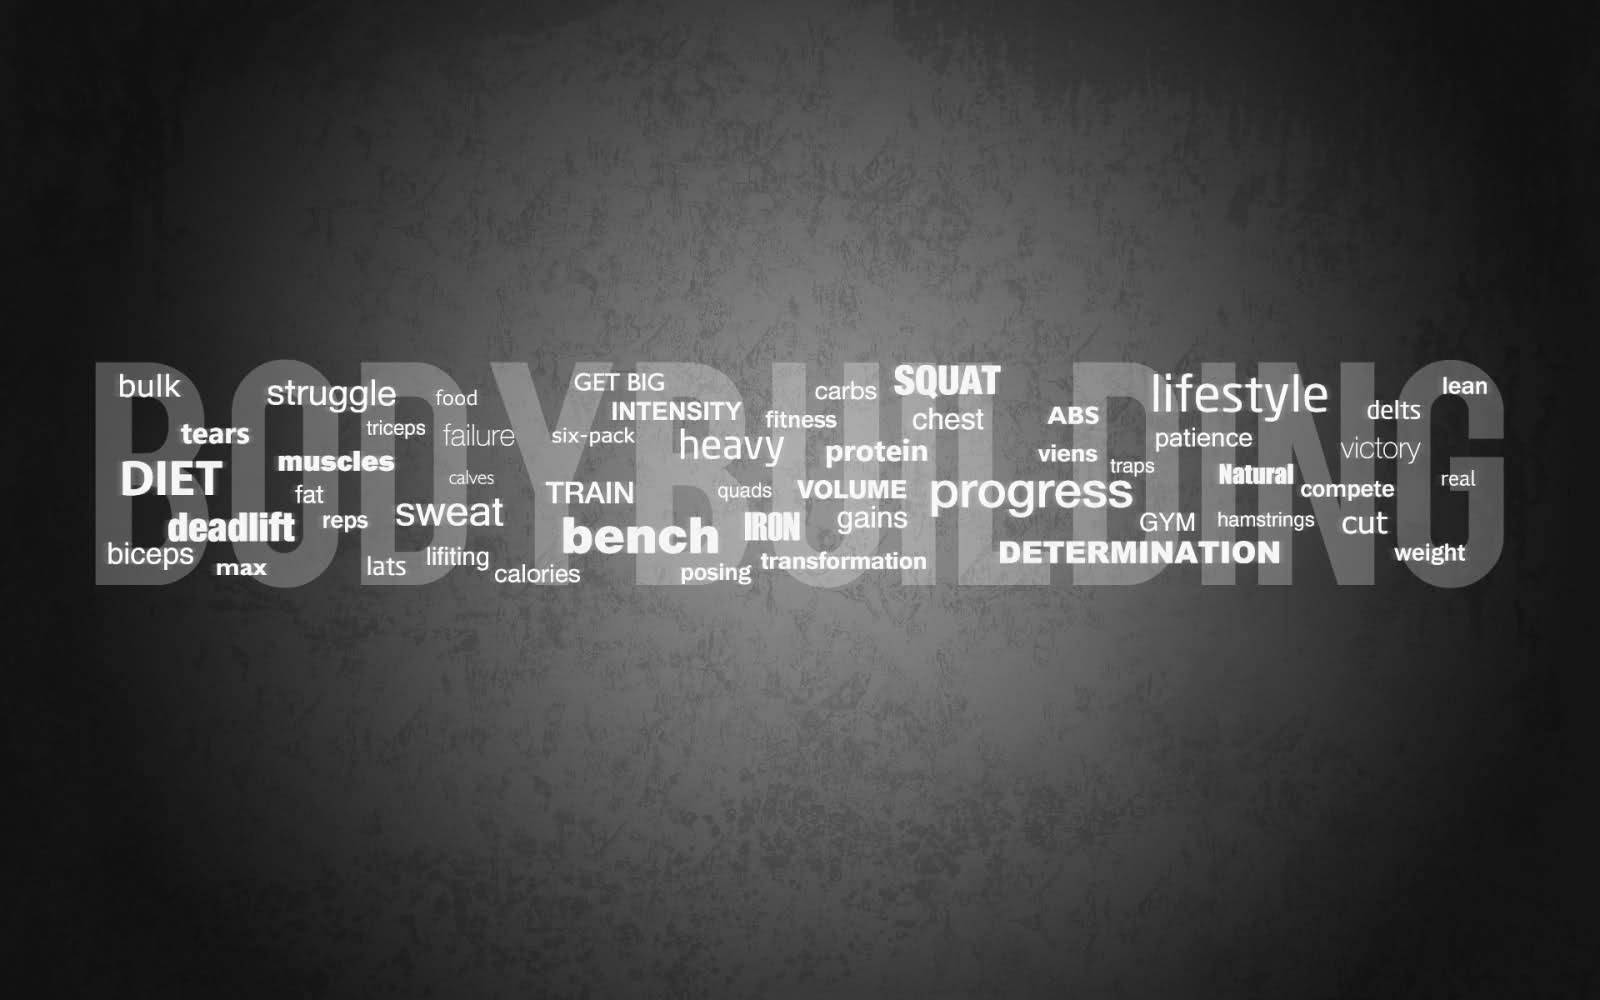 BODYBUILDING
bulk
struggle
food
GET BIG
carbs
SQUAT
lifestyle
lean
tears
triceps
failure
INTENSITY
six-pack
fitness
chest
ABS
delts
heavy
patience
victory
DIET
muscles
calves
protein
viens
traps
Natural
compete
real
fat
TRAIN
quads
VOLUME
progress
deadlift
reps
sweat
bench
IRON
gains
GYM
hamstrings
cut
biceps
max
lats
lifiting
calories
posing
transformation
DETERMINATION
weight